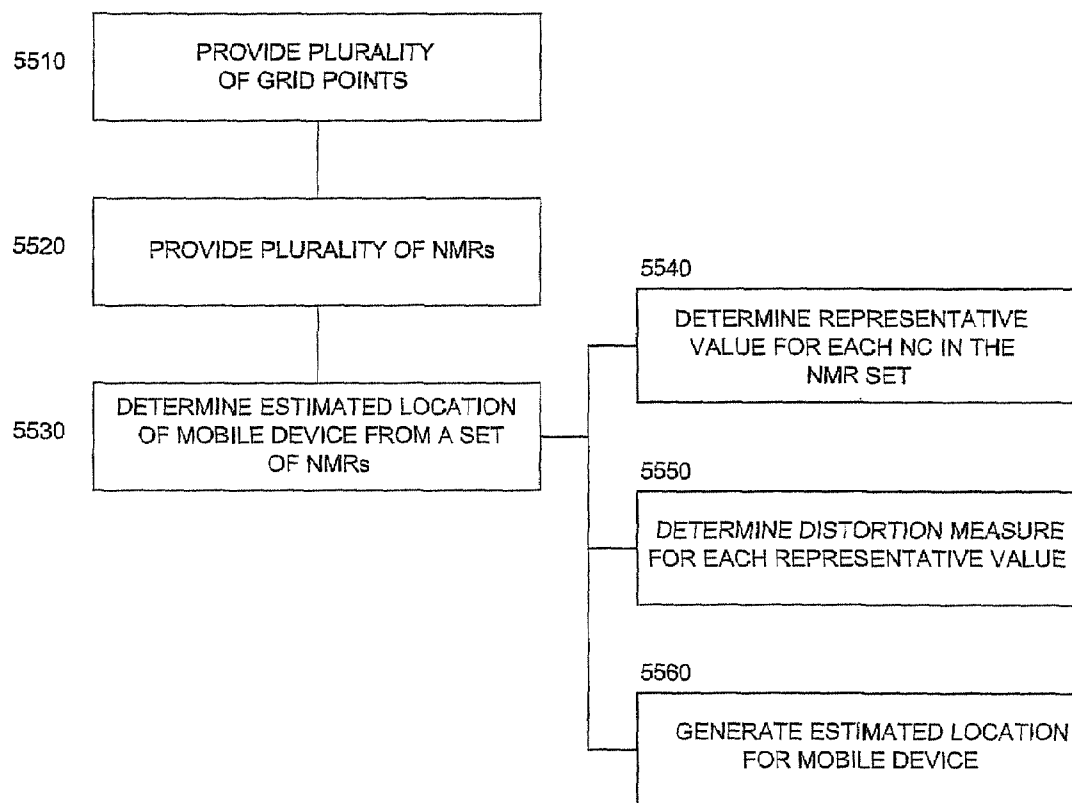 5510
PROVIDE PLURALITY
OF GRID POINTS
5520
PROVIDE PLURALITY OF NMRs
5530
DETERMINE ESTIMATED LOCATION
OF MOBILE DEVICE FROM A SET
OF NMRs
5540
DETERMINE REPRESENTATIVE
VALUE FOR EACH NC IN THE
NMR SET
5550
DETERMINE DISTORTION MEASURE
FOR EACH REPRESENTATIVE VALUE
5560
GENERATE ESTIMATED LOCATION
FOR MOBILE DEVICE